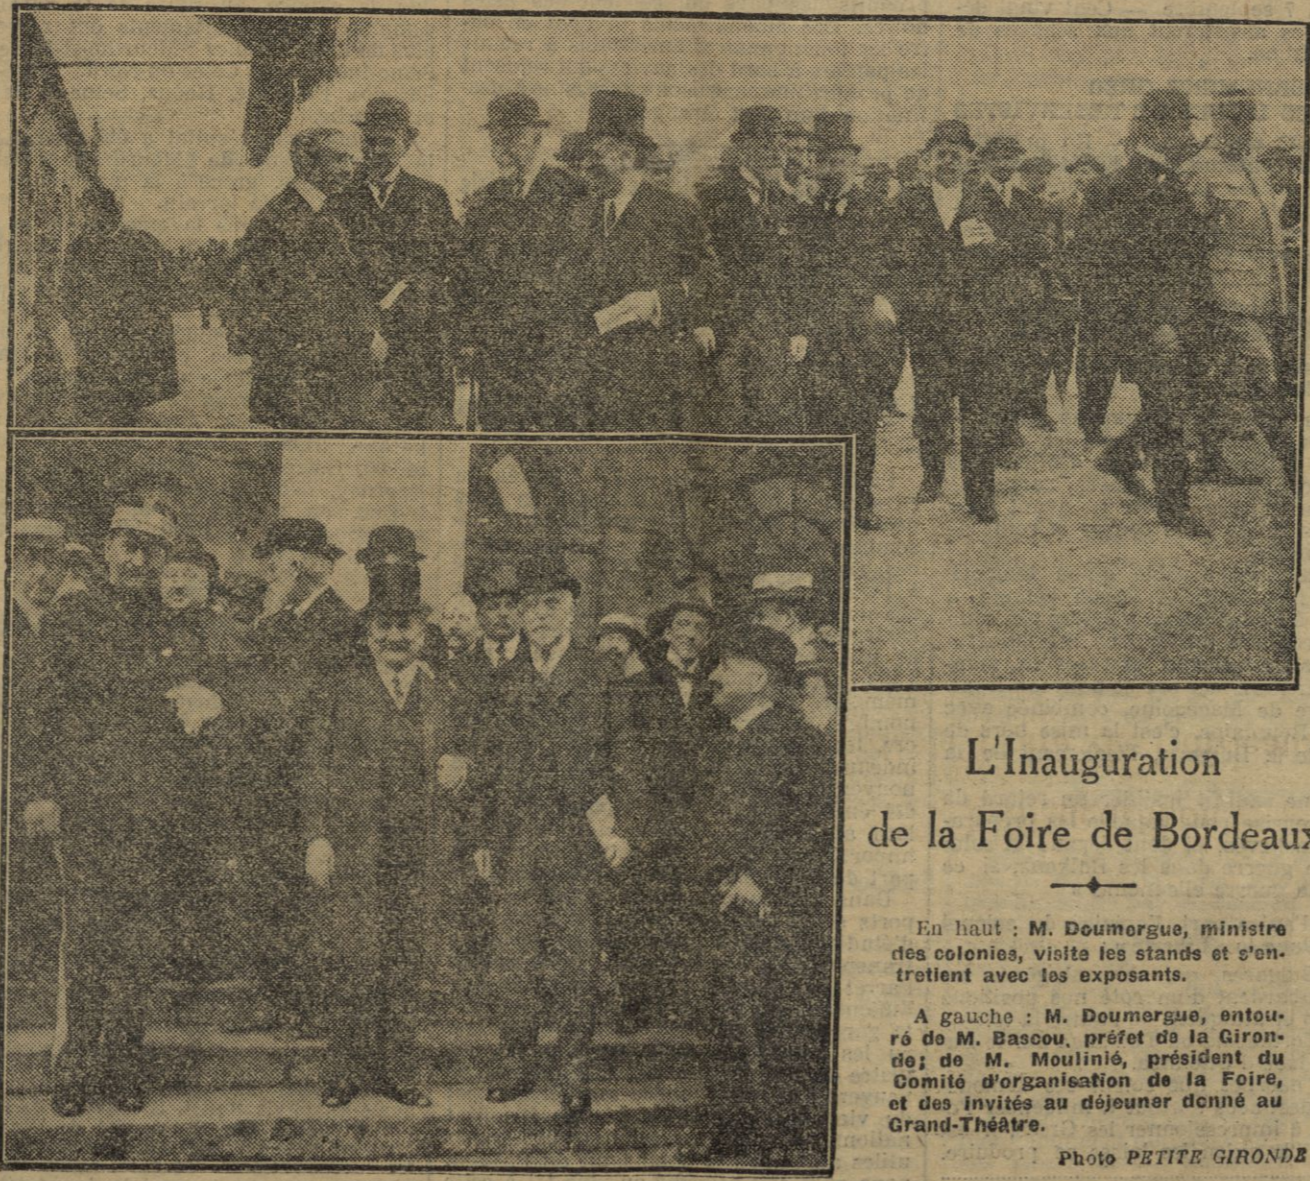 L'Inauguration
de la Foire de Bordeaux
En haut : M. Doumergue, ministre
des colonies, visite les stands et s'en-
tretient avec les exposants.
A gauche : M. Doumergue, entou-
ré de M. Bascou, préfet de la Giron-
de; de M. Moulinié, président du
Comité d'organisation de la Foire,
et des invités au déjeuner donné au
Grand-Théâtre.
Photo PETITE GIRONDE